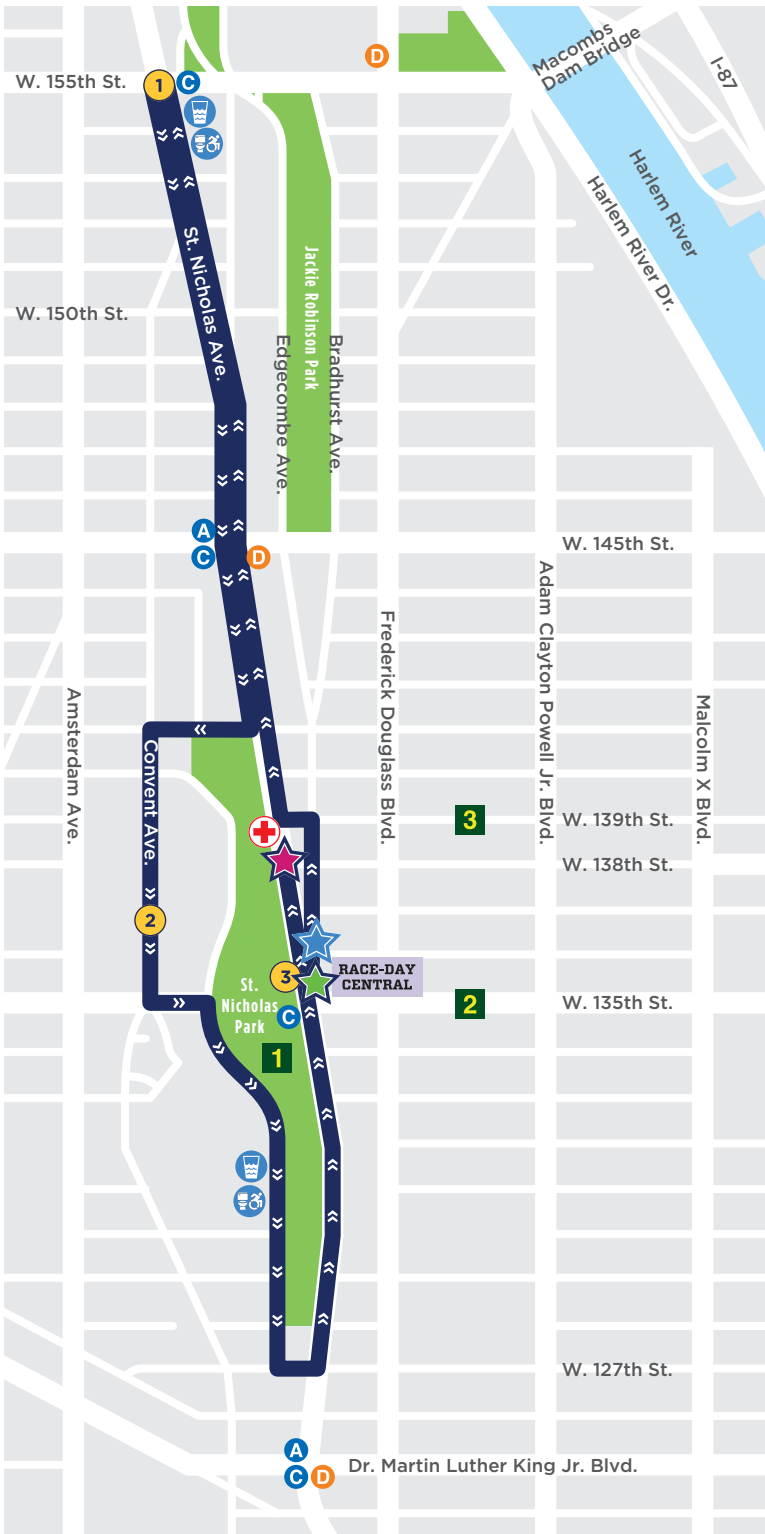 D
Macombs
Dam Bridge
I-87
W. 155th St.
1
C
Harlem River
Harlem River Dr.
St. Nicholas Ave.
Jackie Robinson Park
W. 150th St.
Edgecombe Ave.
Bradhurst Ave.
A
C
D
W. 145th St.
Adam Clayton Powell Jr. Blvd.
Frederick Douglass Blvd.
Amsterdam Ave.
Malcolm X Blvd.
Convent Ave.
3
W. 139th St.
W. 138th St.
2
3
RACE-DAY
CENTRAL
St.
Nicholas
Park
C
2
W. 135th St.
1
W. 127th St.
A
C
D
Dr. Martin Luther King Jr. Blvd.